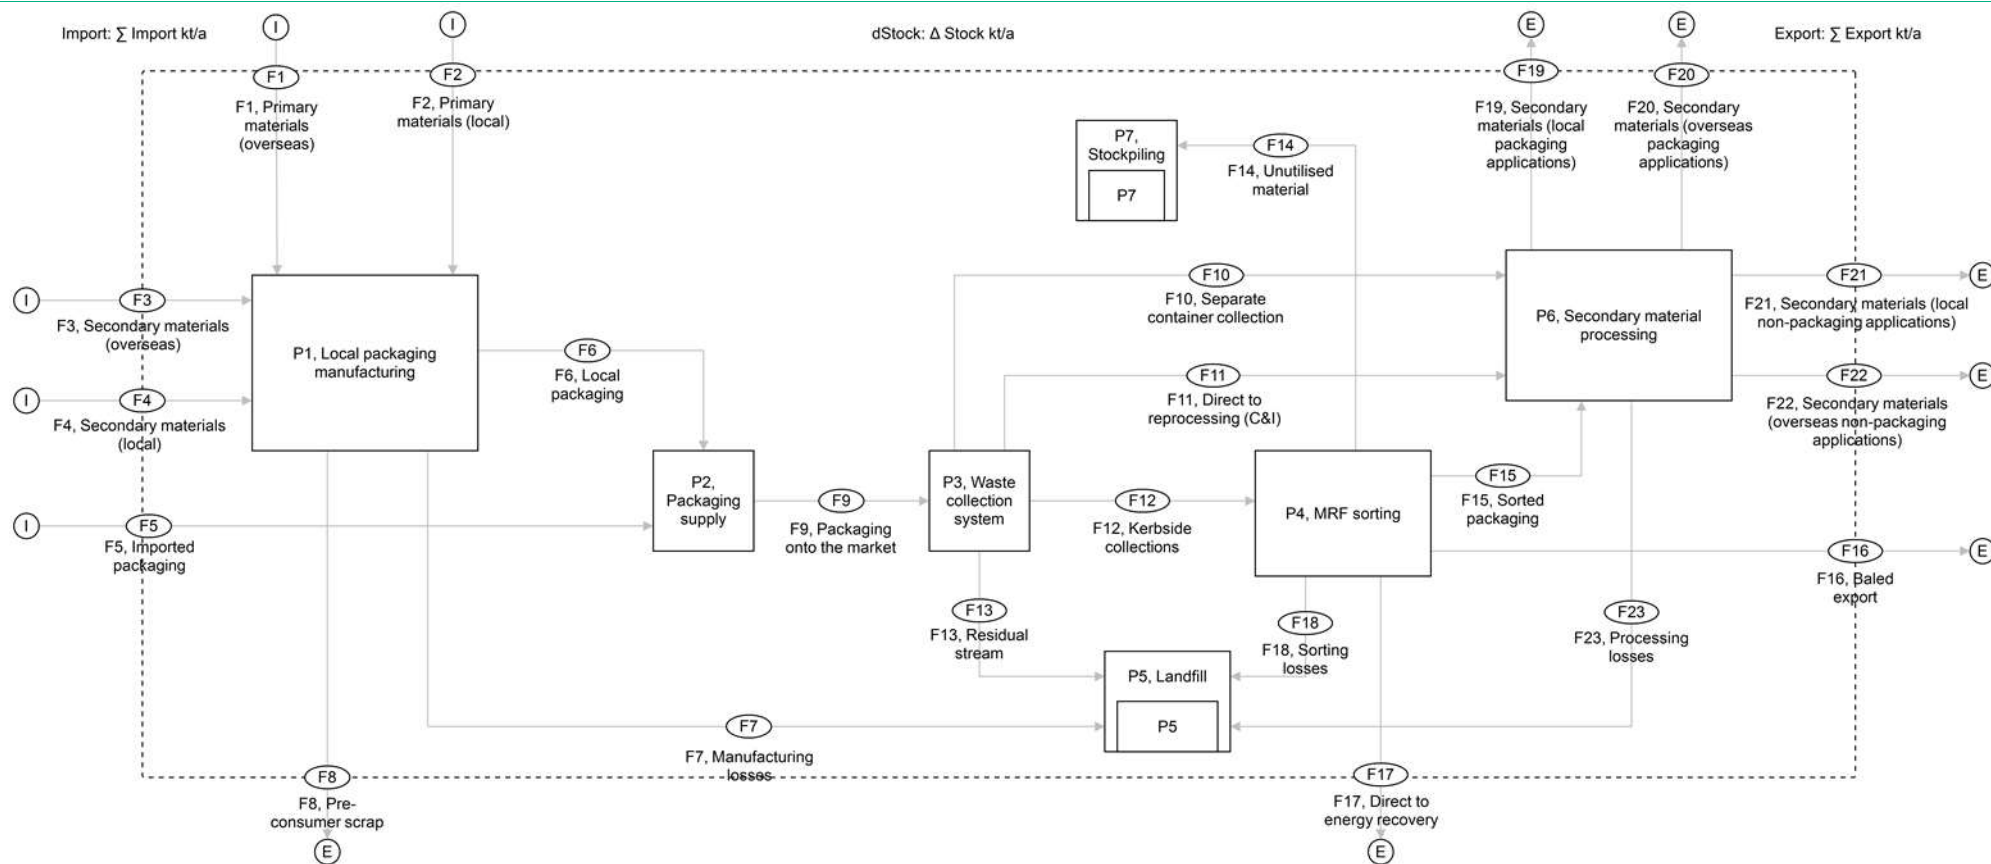 Import: ∑ Import kt/a
dStock: Δ Stock kt/a
Export: ∑ Export kt/a
I
I
E
E
F1
F2
F19
F20
F1, Primary
materials
(overseas)
F2, Primary
materials (local)
F19, Secondary
materials (local
packaging
applications)
F20, Secondary
materials (overseas
packaging
applications)
P7,
Stockpiling
P7
F14
F14, Unutilised
material
I
F3
F3, Secondary materials
(overseas)
I
F4
F4, Secondary materials
(local)
P1, Local packaging
manufacturing
F6
F6, Local
packaging
F10
F10, Separate
container collection
F11
F11, Direct to
reprocessing (C&I)
P6, Secondary material
processing
F21
E
F21, Secondary materials (local
non-packaging applications)
F22
E
F22, Secondary materials
(overseas non-packaging
applications)
I
F5
F5, Imported
packaging
P2,
Packaging
supply
F9
F9, Packaging
onto the market
P3, Waste
collection
system
F12
F12, Kerbside
collections
P4, MRF sorting
F15
F15, Sorted
packaging
F16
E
F16, Baled
export
F13
F13, Residual
stream
F18
F18, Sorting
losses
F23
F23, Processing
losses
P5, Landfill
P5
F7
F7, Manufacturing
losses
F8
F8, Pre-
consumer scrap
E
F17
F17, Direct to
energy recovery
E